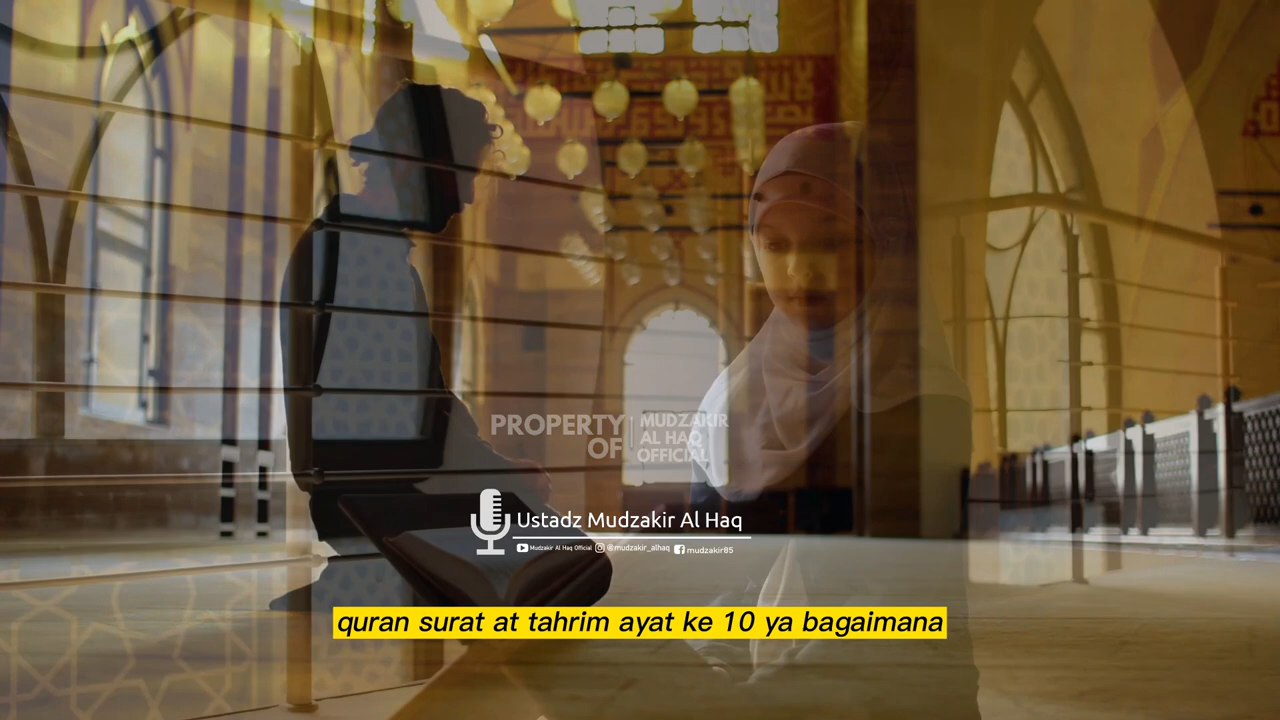 PROPERTY OF
MUDZAKIR AL HAQ OFFICIAL
Ustadz Mudzakir Al Haq
Mudzakir Al Haq Official @mudzakir_alhaq mudzakir85
quran surat at tahrim ayat ke 10 ya bagaimana